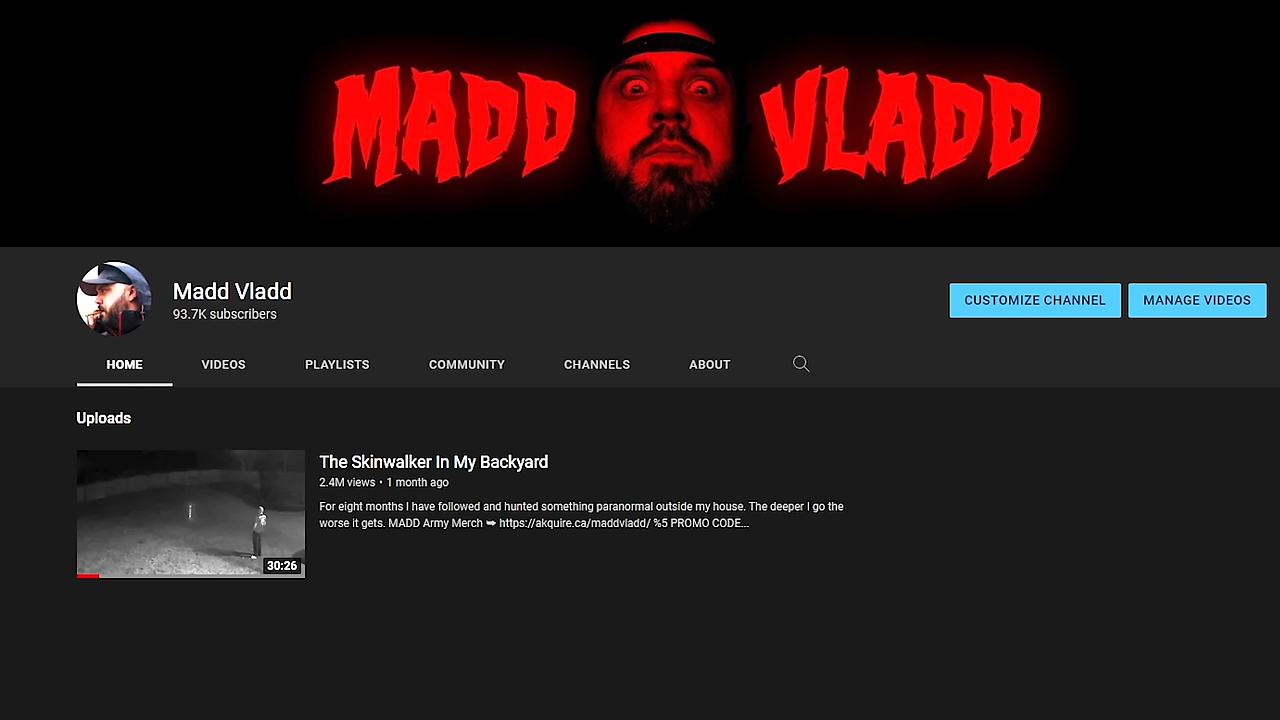 MADD VLADD
Madd Vladd
93.7K subscribers
CUSTOMIZE CHANNEL
MANAGE VIDEOS
HOME VIDEOS PLAYLISTS COMMUNITY CHANNELS ABOUT
Uploads
The Skinwalker In My Backyard
2.4M views • 1 month ago
For eight months I have followed and hunted something paranormal outside my house. The deeper I go the
worse it gets. MADD Army Merch ➥ https://akquire.ca/maddvladd/ %5 PROMO CODE...
30:26